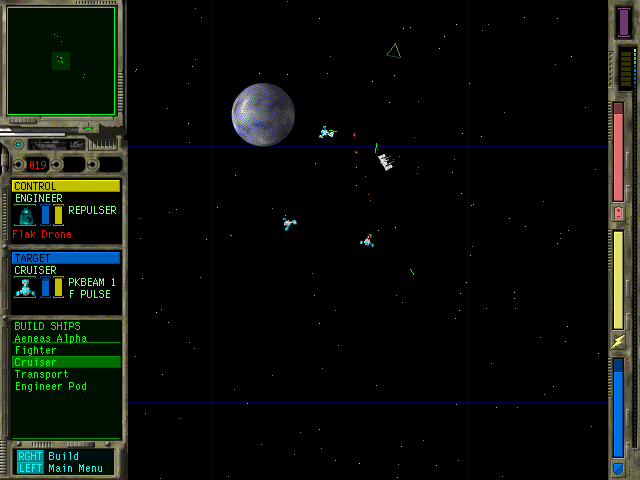 019
CONTROL
ENGINEER
REPULSER
Flak Drone
TARGET
CRUISER
PKBEAM 1
F PULSE
BUILD SHIPS
Aeneas Alpha
Fighter
Cruiser
Transport
Engineer Pod
RGHT Build
LEFT Main Menu